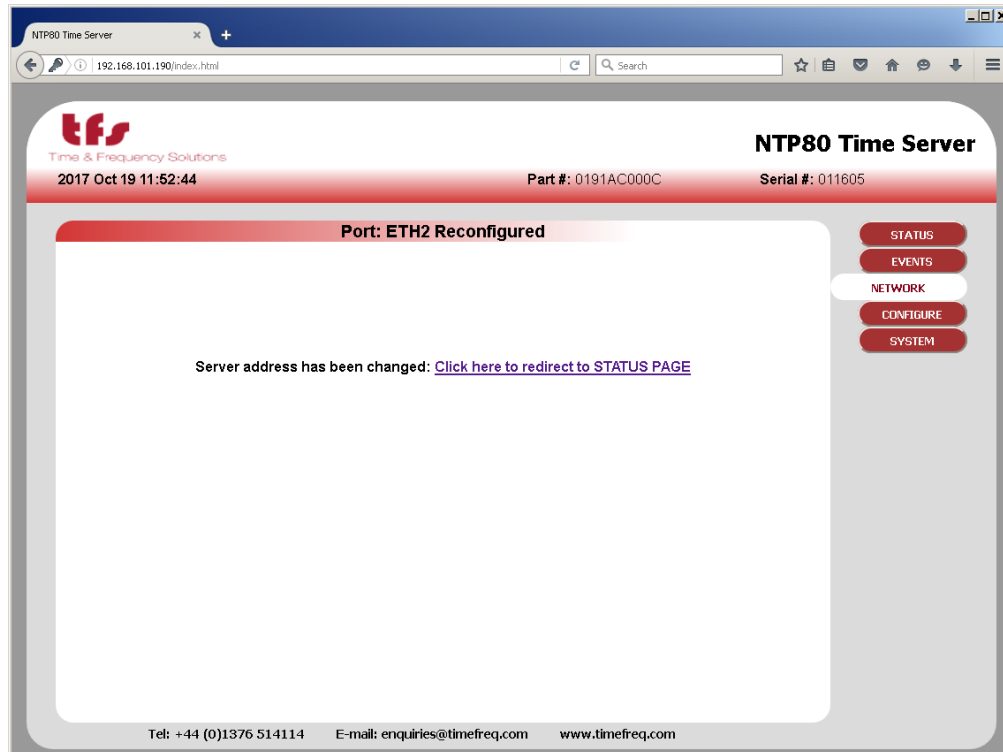 NTP80 Time Server
192.168.101.190/index.html
Search
tfs
Time & Frequency Solutions
NTP80 Time Server
2017 Oct 19 11:52:44 Part #: 0191AC000C Serial #: 011605
Port: ETH2 Reconfigured
STATUS
EVENTS
NETWORK
CONFIGURE
SYSTEM
Server address has been changed: Click here to redirect to STATUS PAGE
Tel: +44 (0)1376 514114 E-mail: enquiries@timefreq.com www.timefreq.com